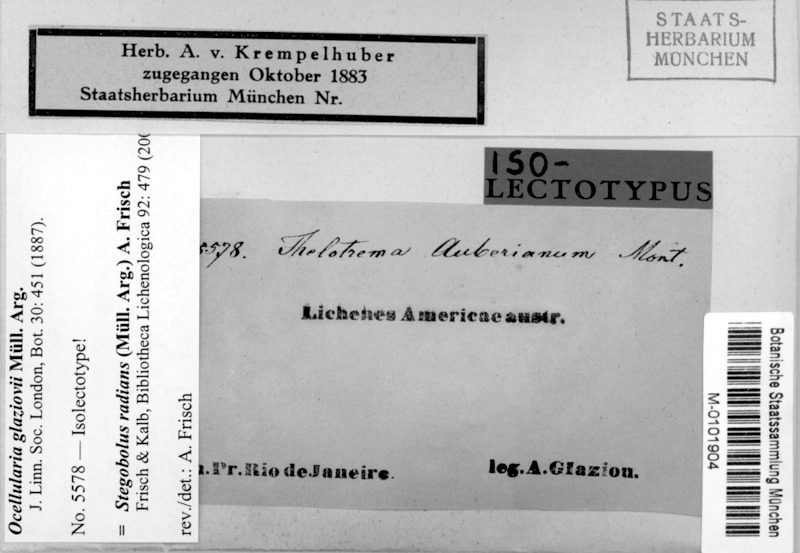 Herb. A. v. Krempelhuber
zugegangen Oktober 1883
Staatsherbarium München Nr.
STAATS-
HERBARIUM
MÜNCHEN
ISO-
LECTOTYPUS
5578. Thelotrema Auberianum Mont.
Lichenes Americae austr.
Pr. Rio de Janeiro.
leg. A. Glaziou.
Ocellularia glaziovii Müll. Arg.
J. Linn. Soc. London, Bot. 30: 451 (1887).
No. 5578 — Isolectotype!
= Stegobolus radians (Müll. Arg.) A. Frisch
Frisch & Kalb, Bibliotheca Lichenologica 92: 479 (200
rev./det.: A. Frisch
Botanische Staatssammlung München
M-0101904